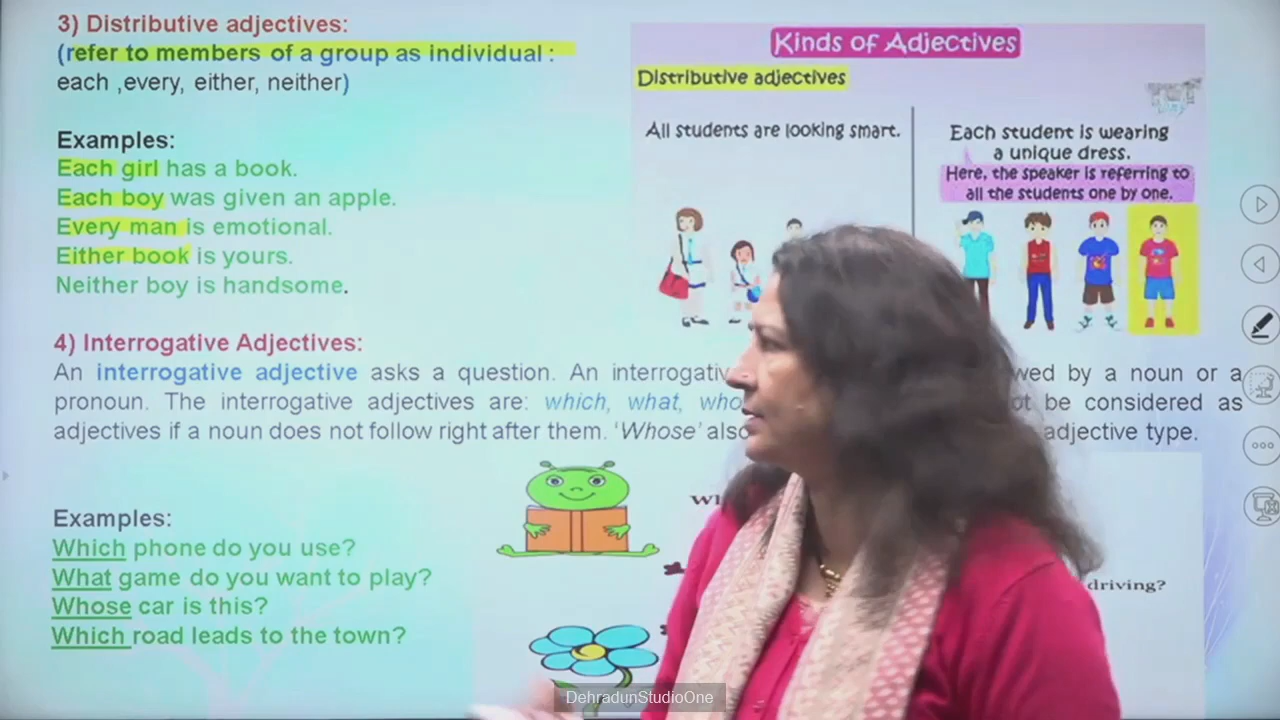 3) Distributive adjectives:
(refer to members of a group as individual :
each ,every, either, neither)
Examples:
Each girl has a book.
Each boy was given an apple.
Every man is emotional.
Either book is yours.
Neither boy is handsome.
Kinds of Adjectives
Distributive adjectives
All students are looking smart.
Each student is wearing
a unique dress.
Here, the speaker is referring to
all the students one by one.
4) Interrogative Adjectives:
An interrogative adjective asks a question. An by a noun or a
pronoun. The interrogative adjectives are: which, what, be considered as
adjectives if a noun does not follow right after them. 'Whose' adjective type.
Examples:
Which phone do you use?
What game do you want to play?
Whose car is this?
Which road leads to the town?
driving?
DehradunStudioOne